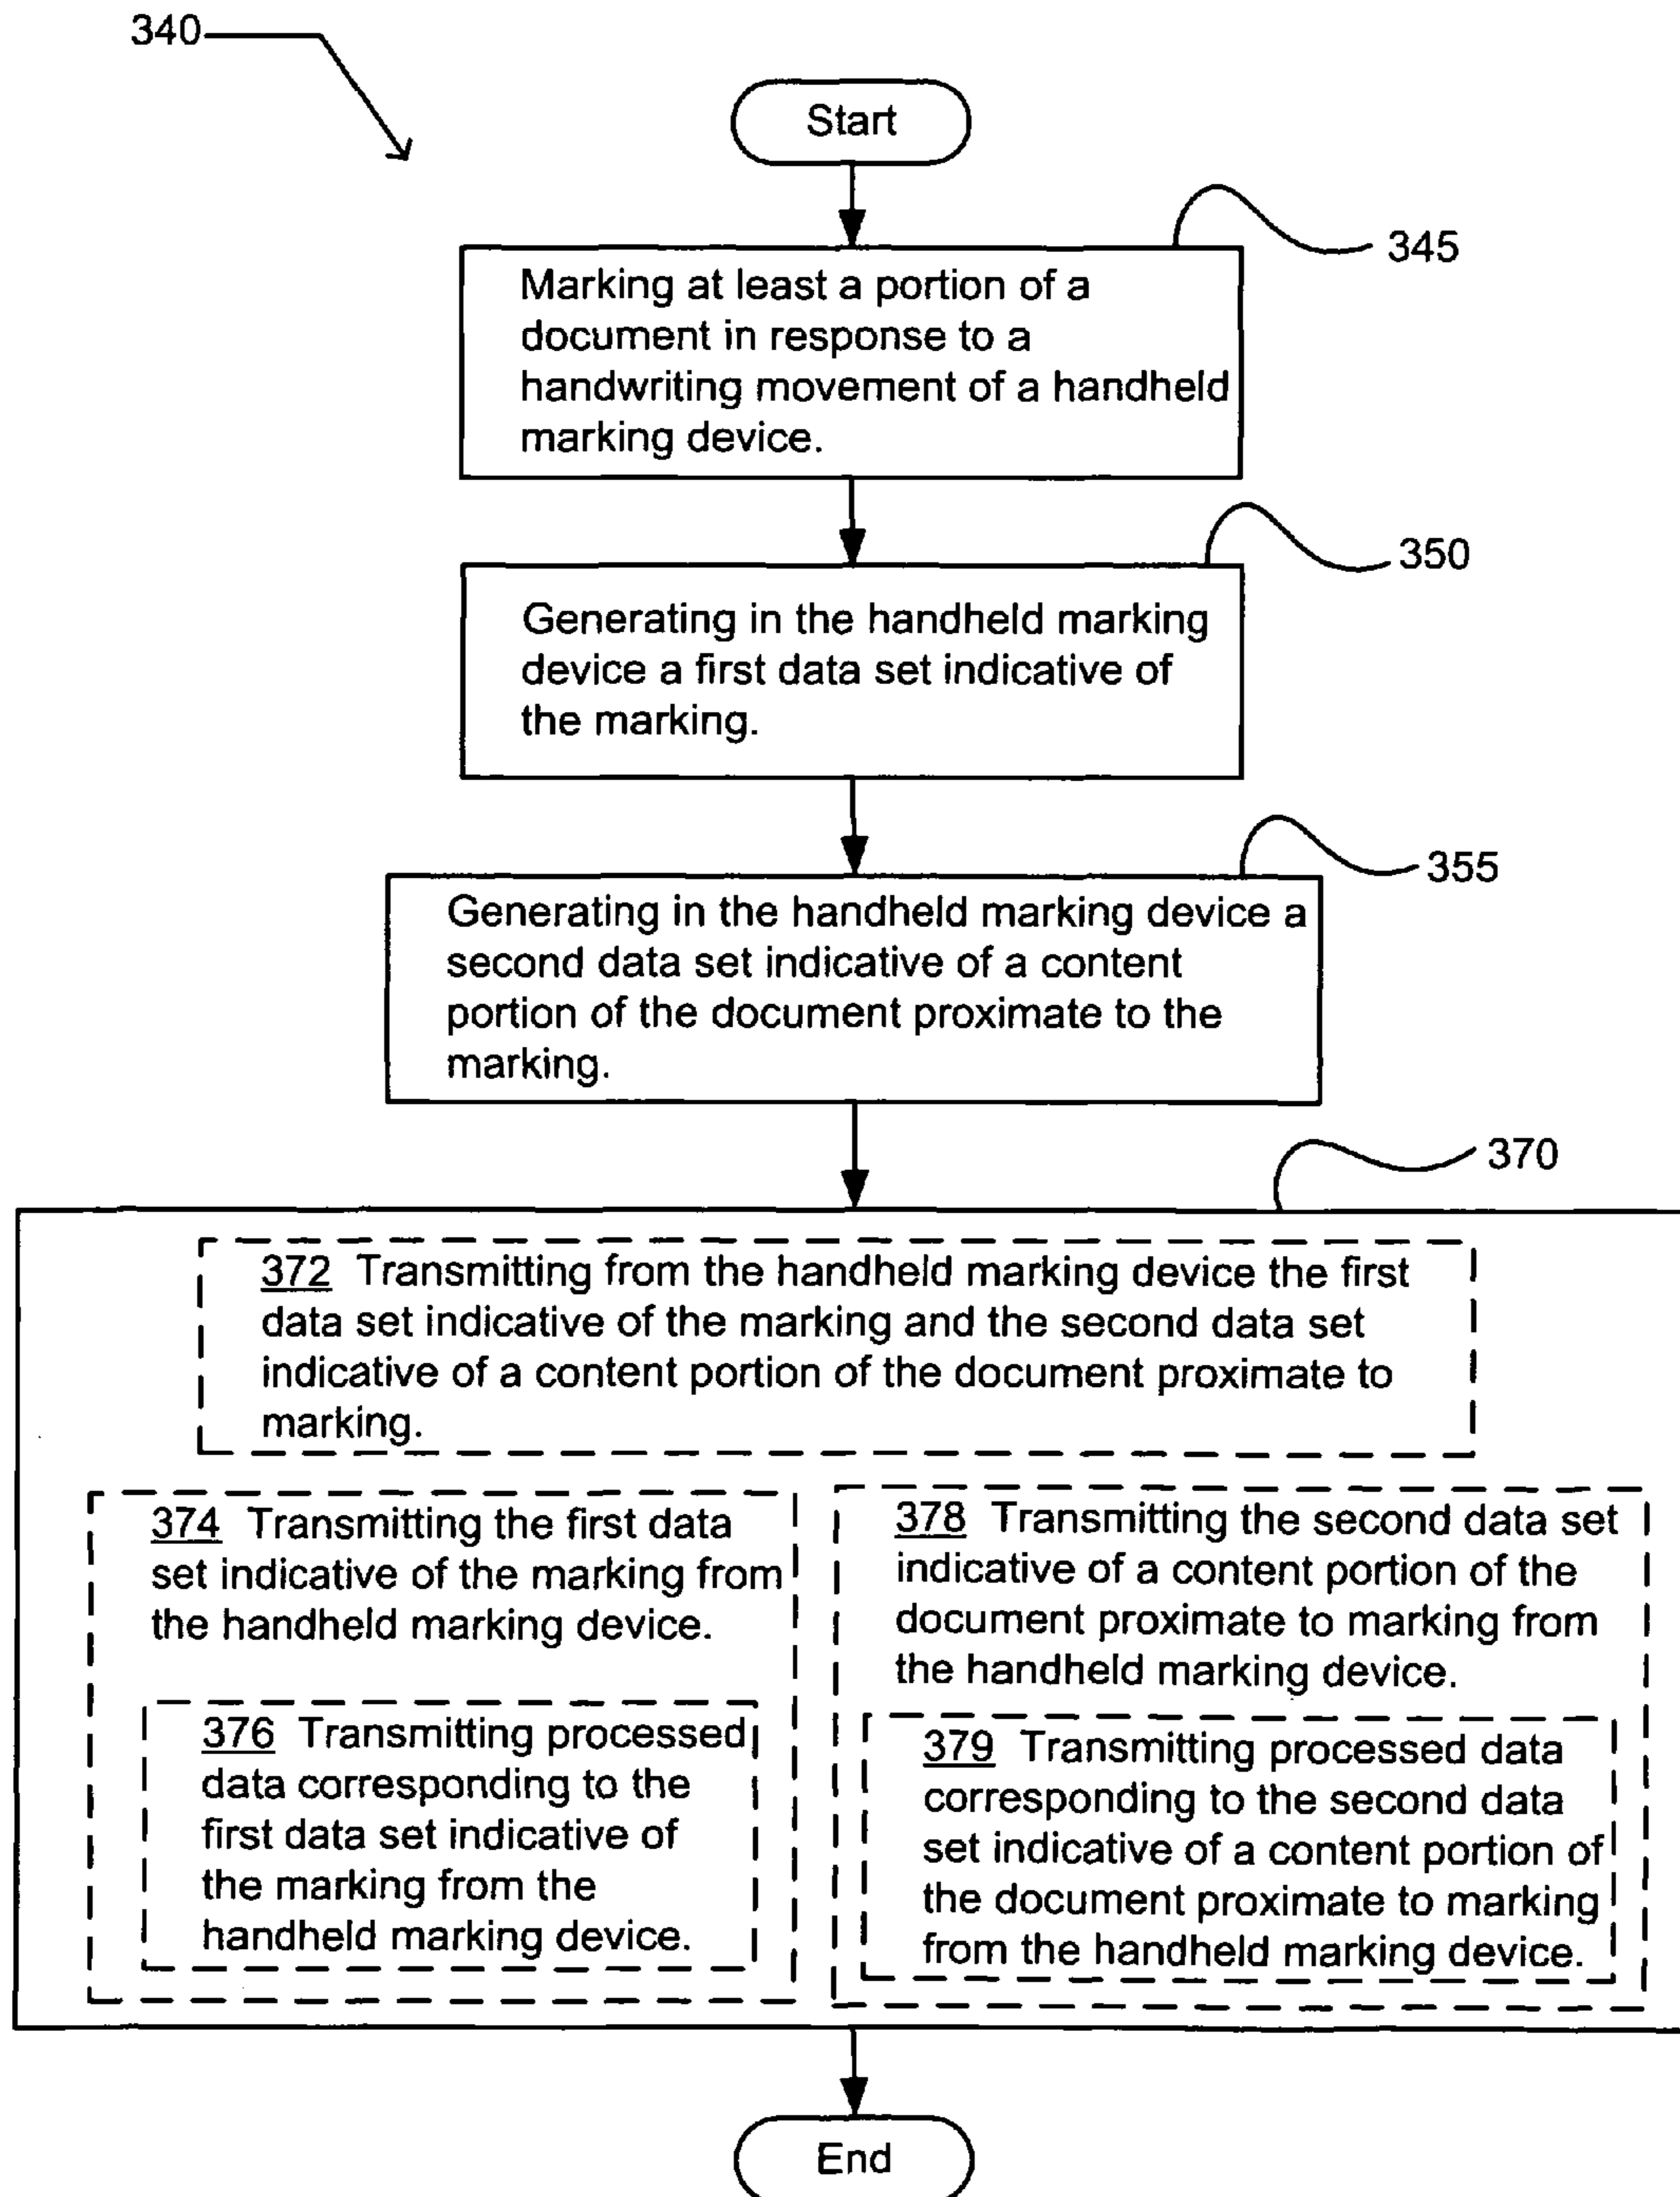 340
Start
345
Marking at least a portion of a
document in response to a
handwriting movement of a handheld
marking device.
350
Generating in the handheld marking
device a first data set indicative of
the marking.
355
Generating in the handheld marking device a
second data set indicative of a content
portion of the document proximate to the
marking.
370
372 Transmitting from the handheld marking device the first
data set indicative of the marking and the second data set
indicative of a content portion of the document proximate to
marking.
374 Transmitting the first data
set indicative of the marking from
the handheld marking device.
376 Transmitting processed
data corresponding to the
first data set indicative of
the marking from the
handheld marking device.
378 Transmitting the second data set
indicative of a content portion of the
document proximate to marking from
the handheld marking device.
379 Transmitting processed data
corresponding to the second data
set indicative of a content portion of
the document proximate to marking
from the handheld marking device.
End